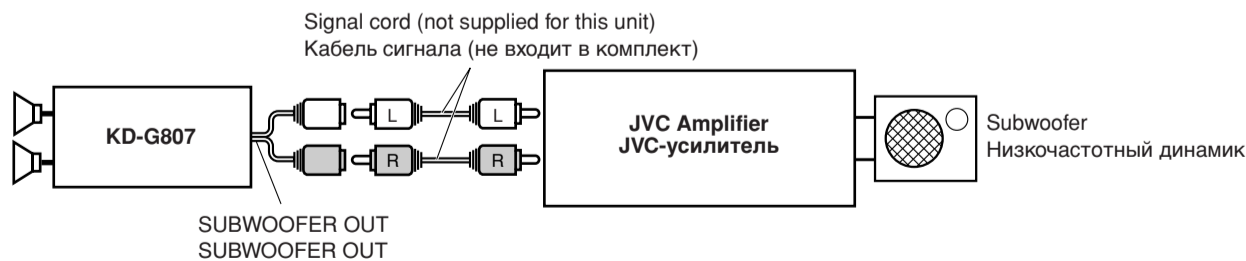 Signal cord (not supplied for this unit)
Кабель сигнала (не входит в комплект)
KD-G807
L
L
R
R
JVC Amplifier
JVC-усилитель
Subwoofer
Низкочастотный динамик
SUBWOOFER OUT
SUBWOOFER OUT